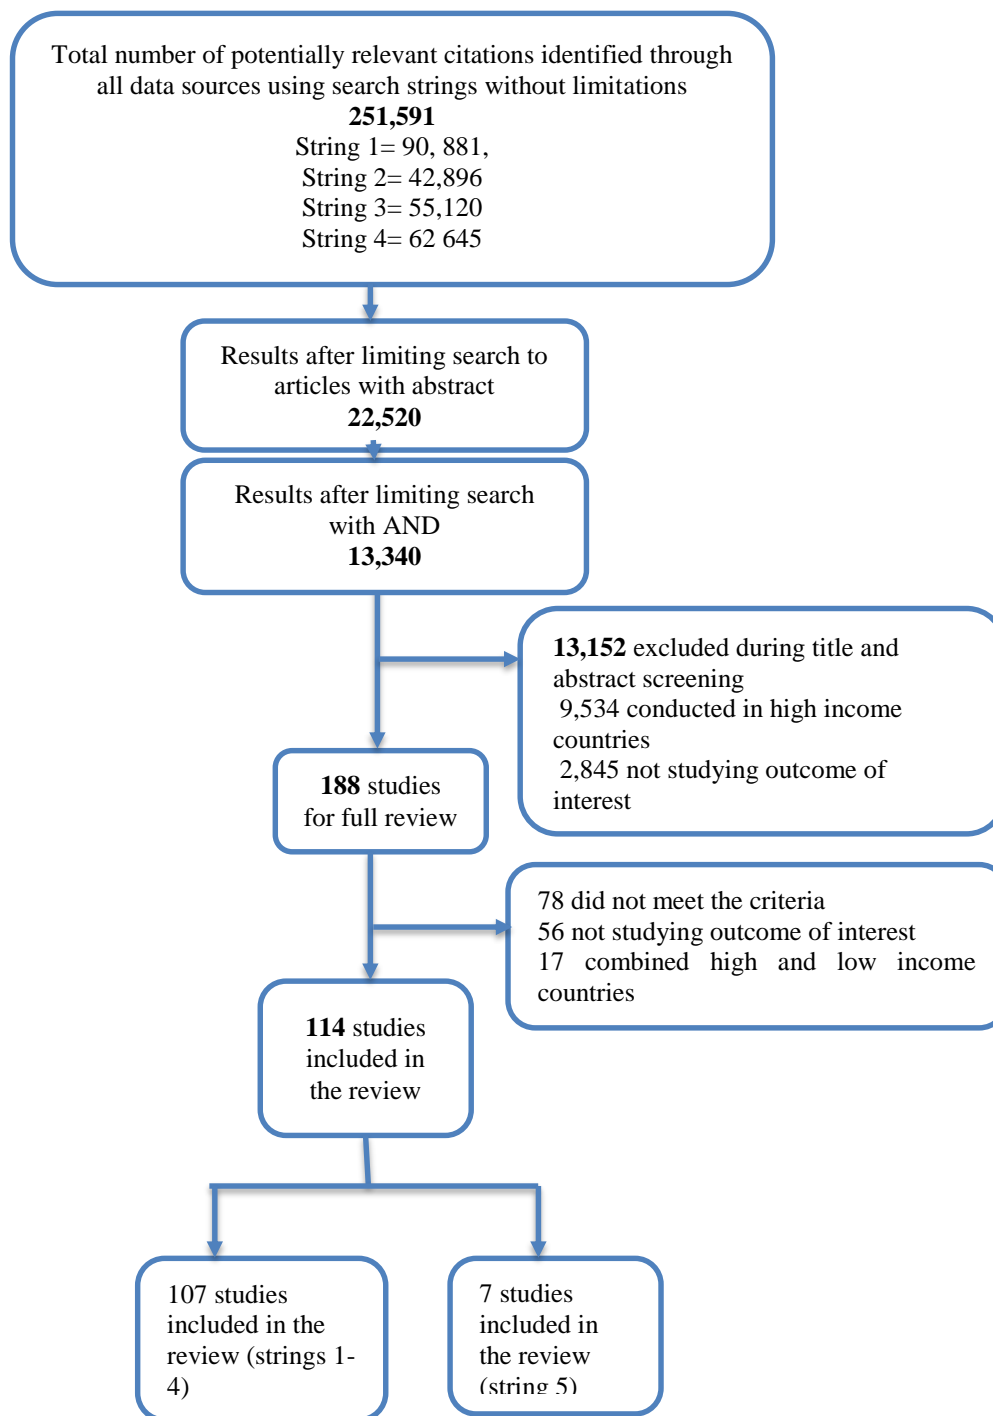 Total number of potentially relevant citations identified through
all data sources using search strings without limitations
251,591
String 1= 90, 881,
String 2= 42,896
String 3= 55,120
String 4= 62 645
Results after limiting search to
articles with abstract
22,520
Results after limiting search
with AND
13,340
13,152 excluded during title and
abstract screening
9,534 conducted in high income
countries
2,845 not studying outcome of
interest
188 studies
for full review
78 did not meet the criteria
56 not studying outcome of interest
17 combined high and low income
countries
114 studies
included in
the review
107 studies
included in the
review (strings 1-
4)
7 studies
included in
the review
(string 5)